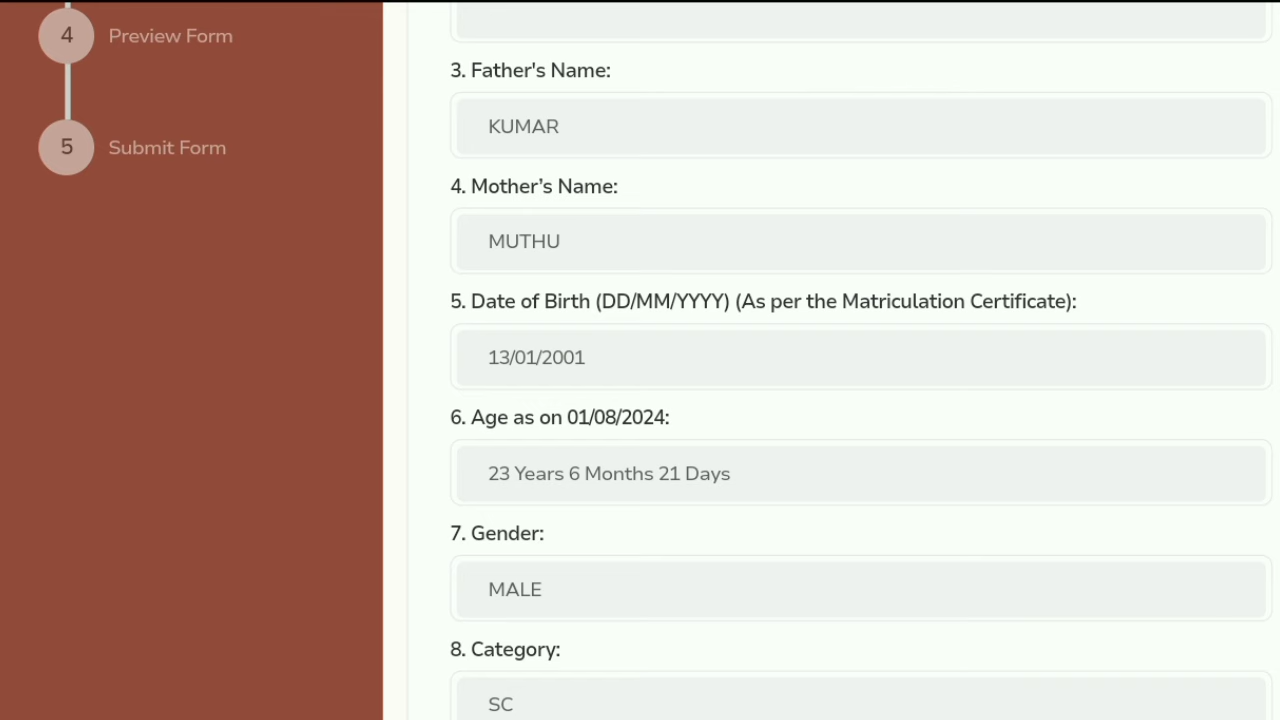 4 Preview Form
5 Submit Form
3. Father's Name:
KUMAR
4. Mother’s Name:
MUTHU
5. Date of Birth (DD/MM/YYYY) (As per the Matriculation Certificate):
13/01/2001
6. Age as on 01/08/2024:
23 Years 6 Months 21 Days
7. Gender:
MALE
8. Category:
SC